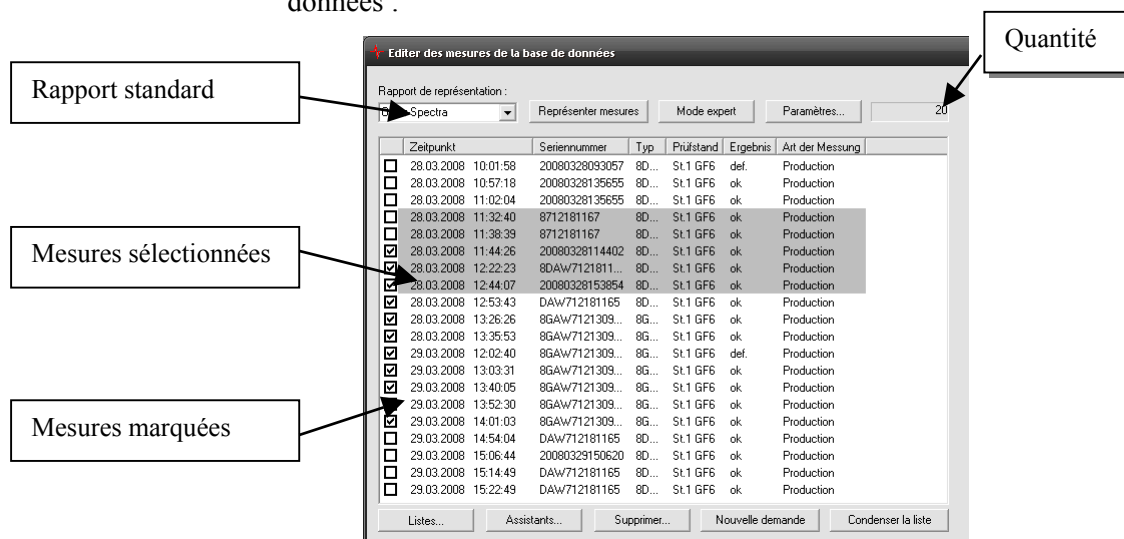 données :
Quantité
Editer des mesures de la base de données
Rapport standard
Rapport de représentation :
Spectra Représenter mesures Mode expert Paramètres... 20
Zeitpunkt Seriennummer Typ Prüfstand Ergebnis Art der Messung
28.03.2008 10:01:58 20080328093057 8D... St.1 GF6 def. Production
28.03.2008 10:57:18 20080328135655 8D... St.1 GF6 ok Production
28.03.2008 11:02:04 20080328135655 8D... St.1 GF6 ok Production
28.03.2008 11:32:40 8712181167 8D... St.1 GF6 ok Production
28.03.2008 11:38:39 8712181167 8D... St.1 GF6 ok Production
Mesures sélectionnées
28.03.2008 11:44:26 20080328114402 8D... St.1 GF6 ok Production
28.03.2008 12:22:23 8DAW7121811... 8D... St.1 GF6 ok Production
28.03.2008 12:44:07 20080328153854 8D... St.1 GF6 ok Production
28.03.2008 12:53:43 DAW712181165 8D... St.1 GF6 ok Production
28.03.2008 13:26:26 8GAW7121309... 8G... St.1 GF6 ok Production
28.03.2008 13:35:53 8GAW7121309... 8G... St.1 GF6 ok Production
29.03.2008 12:02:40 8GAW7121309... 8G... St.1 GF6 def. Production
29.03.2008 13:03:31 8GAW7121309... 8G... St.1 GF6 ok Production
29.03.2008 13:40:05 8GAW7121309... 8G... St.1 GF6 ok Production
29.03.2008 13:52:30 8GAW7121309... 8G... St.1 GF6 ok Production
Mesures marquées
29.03.2008 14:01:03 8GAW7121309... 8G... St.1 GF6 ok Production
29.03.2008 14:54:04 DAW712181165 8D... St.1 GF6 ok Production
29.03.2008 15:06:44 20080329150620 8D... St.1 GF6 ok Production
29.03.2008 15:14:49 DAW712181165 8D... St.1 GF6 ok Production
29.03.2008 15:22:49 DAW712181165 8D... St.1 GF6 ok Production
Listes... Assistants... Supprimer... Nouvelle demande Condenser la liste